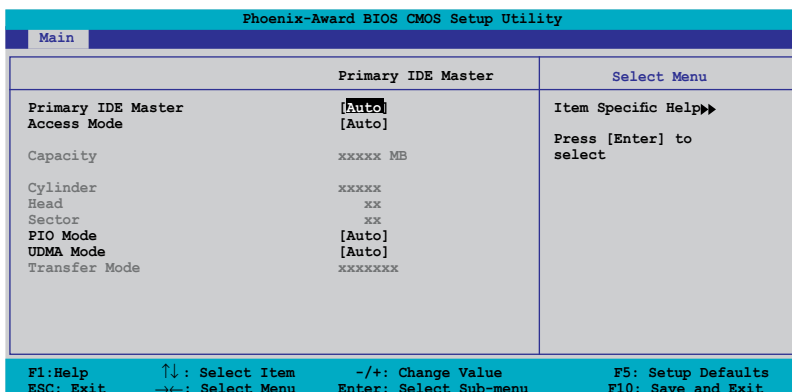 Phoenix-Award BIOS CMOS Setup Utility
Main
Primary IDE Master Select Menu
Primary IDE Master [Auto] Item Specific Help▶▶
Access Mode [Auto]
Press [Enter] to
Capacity xxxxx MB select
Cylinder xxxxx
Head xx
Sector xx
PIO Mode [Auto]
UDMA Mode [Auto]
Transfer Mode xxxxxxx
F1:Help ↑↓: Select Item -/+: Change Value F5: Setup Defaults
ESC: Exit →←: Select Menu Enter: Select Sub-menu F10: Save and Exit